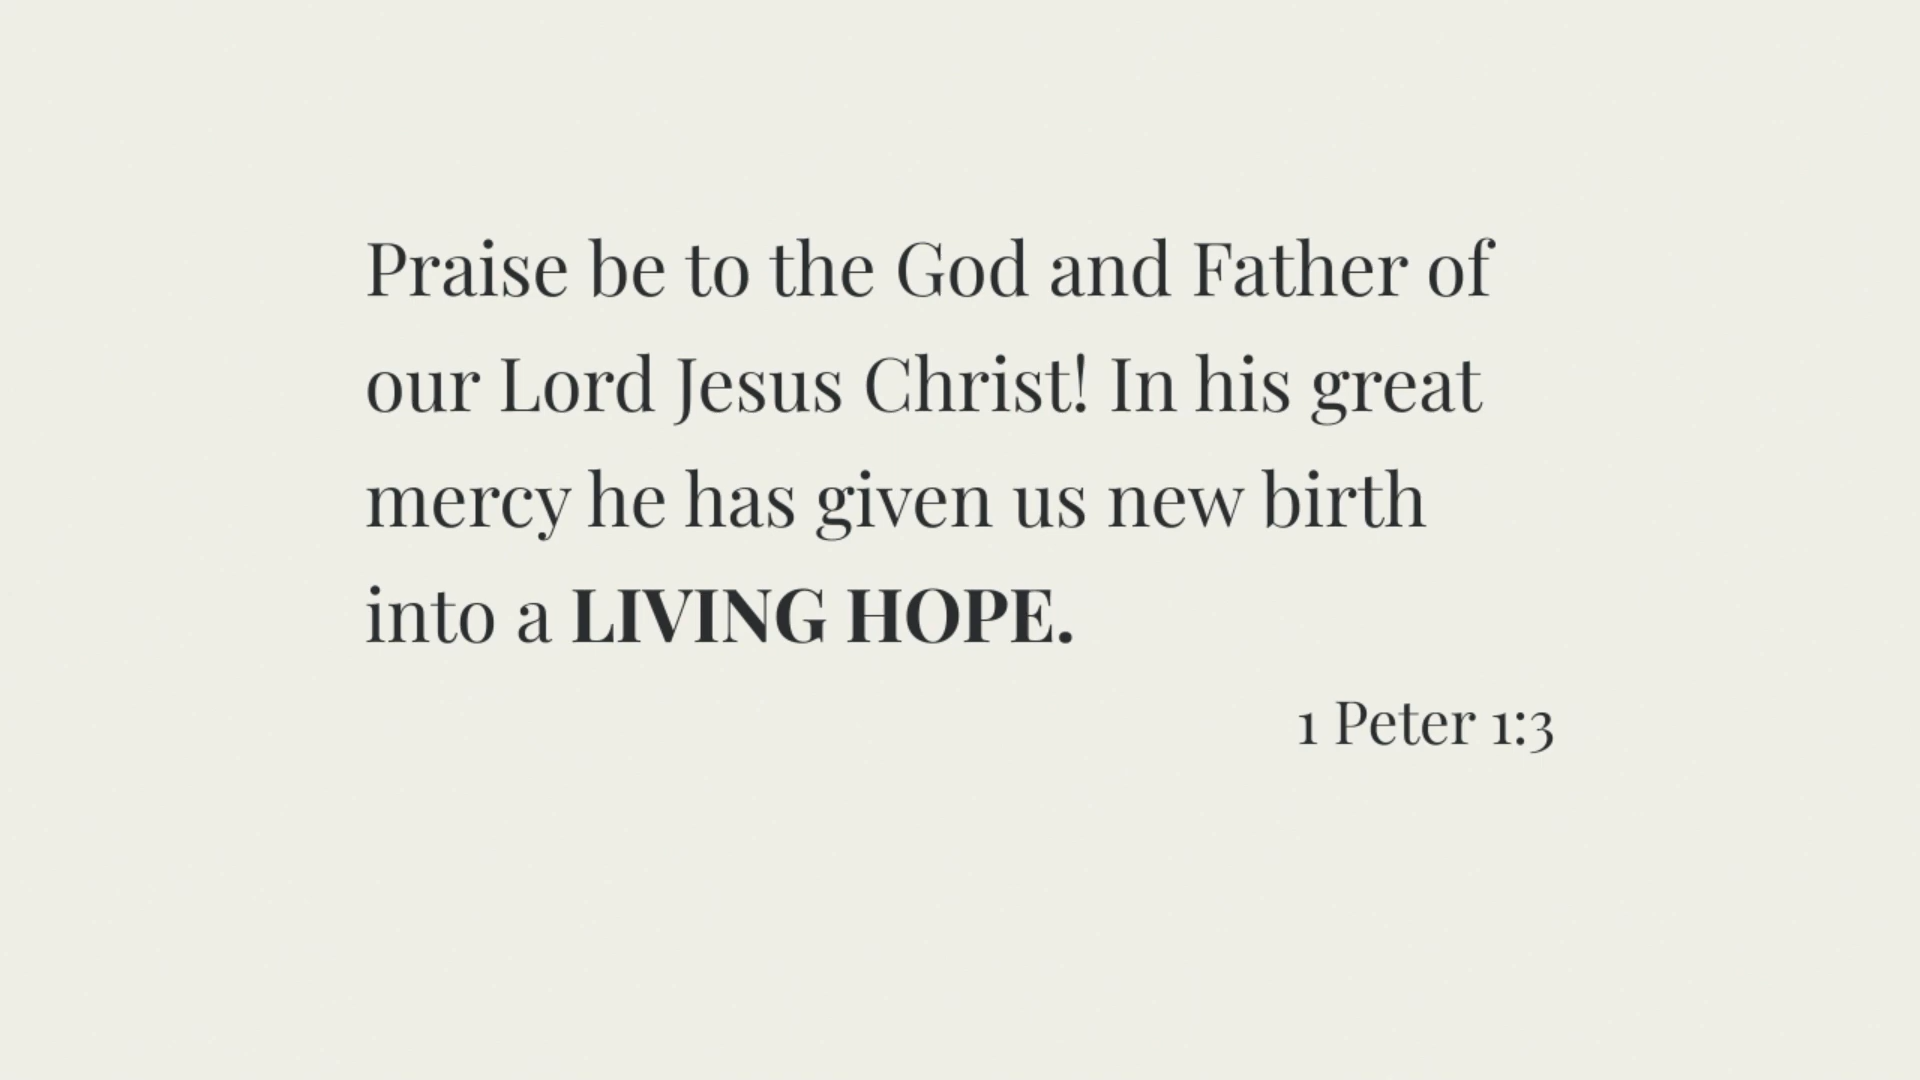 Praise be to the God and Father of
our Lord Jesus Christ! In his great
mercy he has given us new birth
into a LIVING HOPE.
1 Peter 1:3